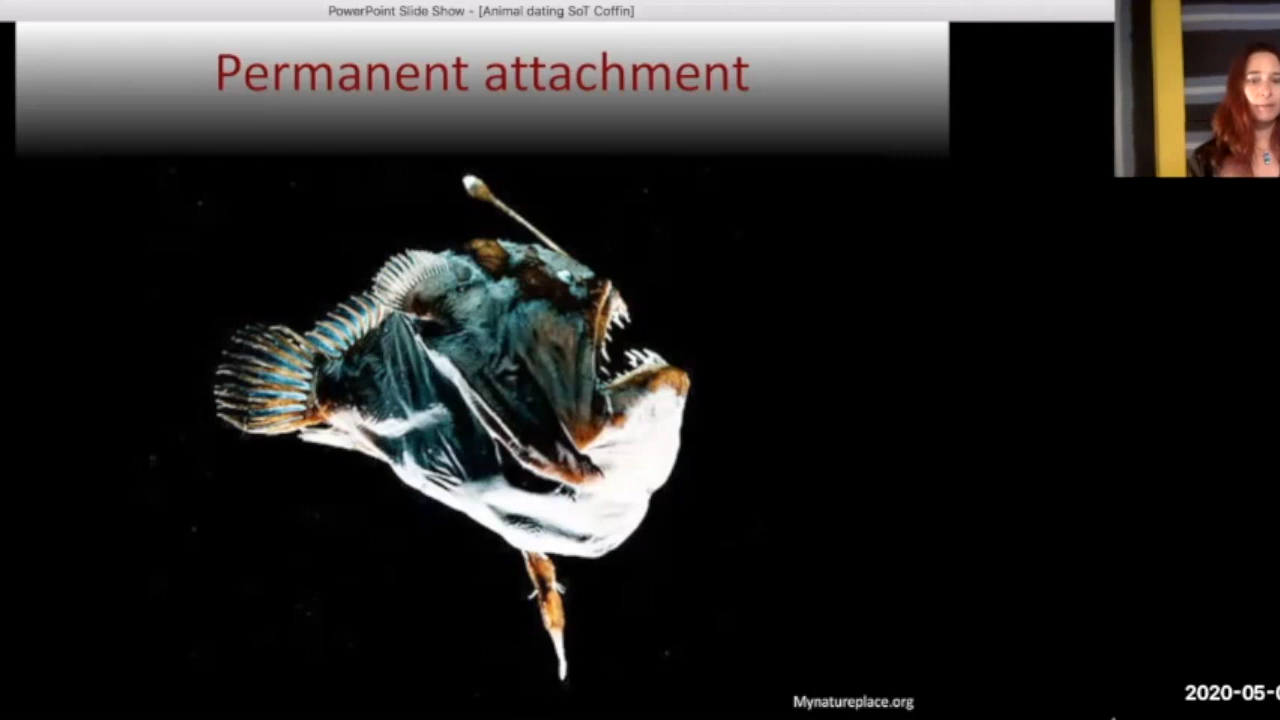 PowerPoint Slide Show - [Animal dating SoT Coffin]
Permanent attachment
Mynatureplace.org
2020-05-0